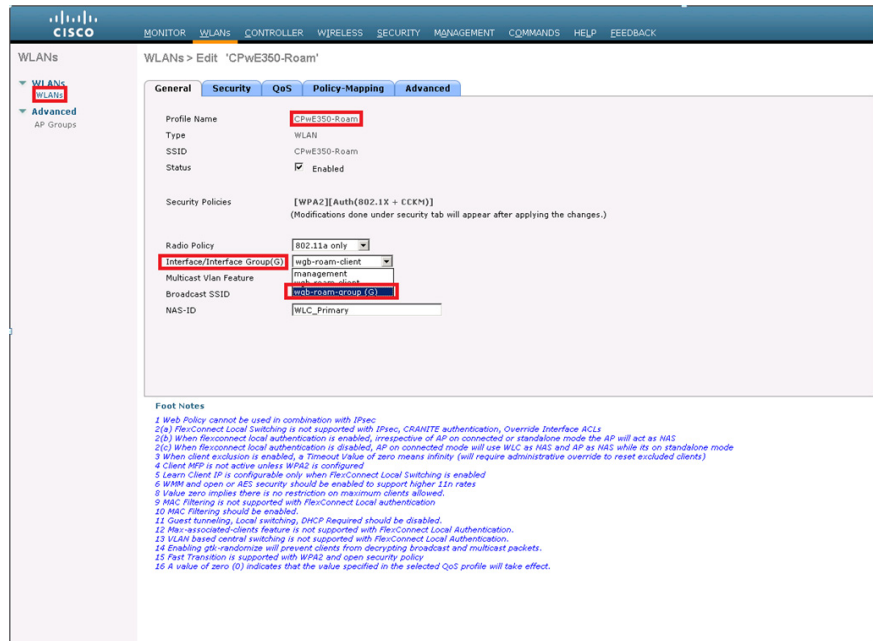 CISCO
MONITOR WLANs CONTROLLER WIRELESS SECURITY MANAGEMENT COMMANDS HELP FEEDBACK
WLANs
WLANs
WLANs
Advanced
AP Groups
WLANs > Edit 'CPwE350-Roam'
General Security QoS Policy-Mapping Advanced
Profile Name CPwE350-Roam
Type WLAN
SSID CPwE350-Roam
Status Enabled
Security Policies [WPA2][Auth(802.1X + CCKM)]
(Modifications done under security tab will appear after applying the changes.)
Radio Policy 802.11a only
Interface/Interface Group(G) wgb-roam-client
management
Multicast Vlan Feature wgb-roam-client
Broadcast SSID wgb-roam-group (G)
NAS-ID WLC_Primary
Foot Notes
1 Web Policy cannot be used in combination with IPsec
2(a) FlexConnect Local Switching is not supported with IPsec, CRANITE authentication, Override Interface ACLs
2(b) When flexconnect local authentication is enabled, irrespective of AP on connected or standalone mode the AP will act as NAS
2(c) When flexconnect local authentication is disabled, AP on connected mode will use WLC as NAS and AP as NAS while its on standalone mode
3 When client exclusion is enabled, a Timeout Value of zero means infinity (will require administrative override to reset excluded clients)
4 Client MFP is not active unless WPA2 is configured
5 Learn Client IP is configurable only when FlexConnect Local Switching is enabled
6 WMM and open or AES security should be enabled to support higher 11n rates
8 Value zero implies there is no restriction on maximum clients allowed.
9 MAC Filtering is not supported with FlexConnect Local authentication
10 MAC Filtering should be enabled.
11 Guest tunneling, Local switching, DHCP Required should be disabled.
12 Max-associated-clients feature is not supported with FlexConnect Local Authentication.
13 VLAN based central switching is not supported with FlexConnect Local Authentication.
14 Enabling gtk-randomize will prevent clients from decrypting broadcast and multicast packets.
15 Fast Transition is supported with WPA2 and open security policy
16 A value of zero (0) indicates that the value specified in the selected QoS profile will take effect.